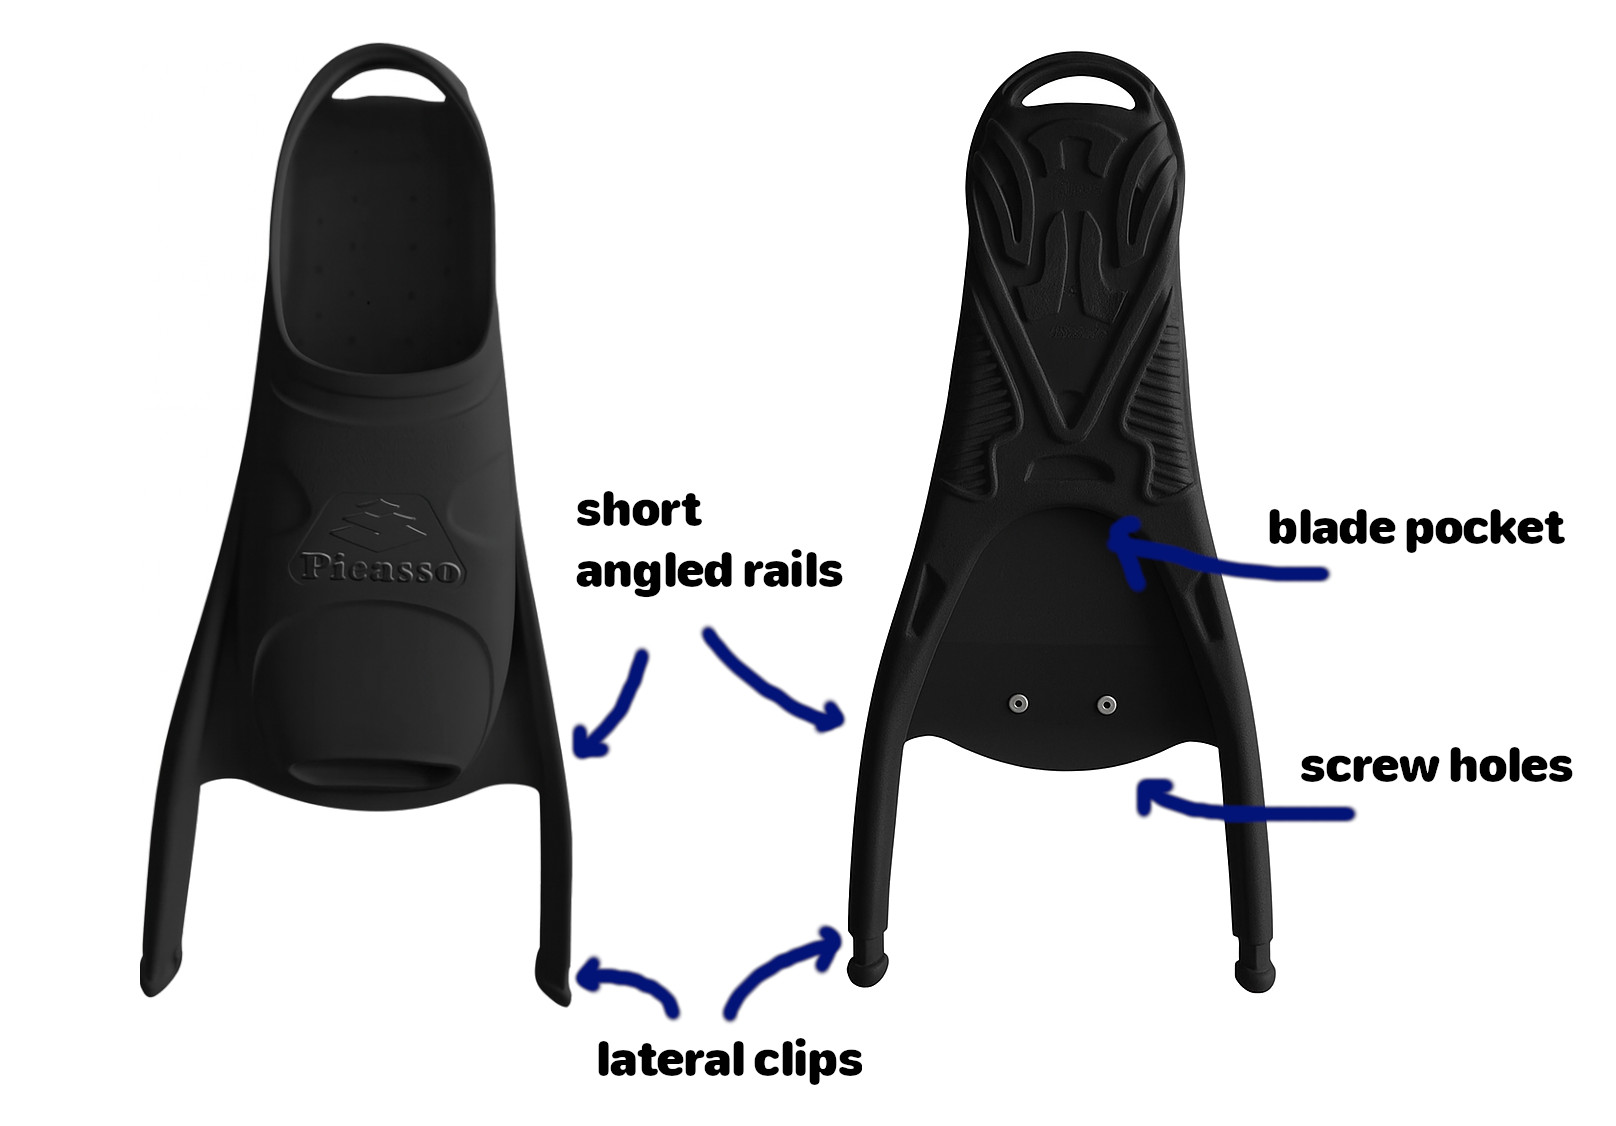 Picasso
short
angled rails
blade pocket
screw holes
lateral clips